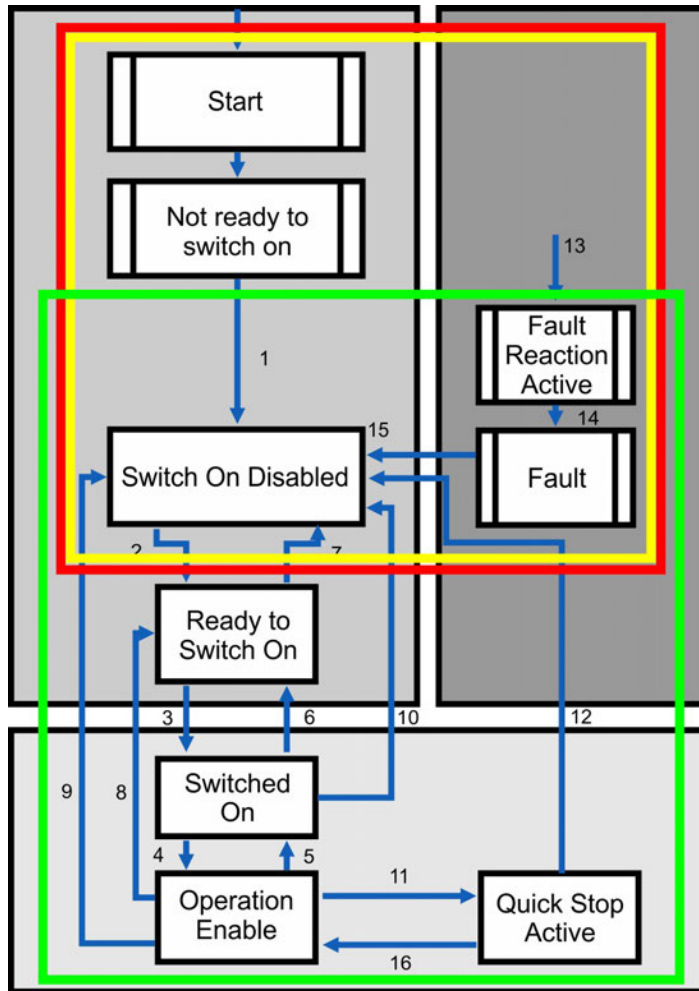 Start
Not ready to
switch on
13
Fault
Reaction
Active
1
14
15
Switch On Disabled
Fault
2
7
Ready to
Switch On
3
6
10
12
9
8
Switched
On
4
5
11
Operation
Enable
Quick Stop
Active
16